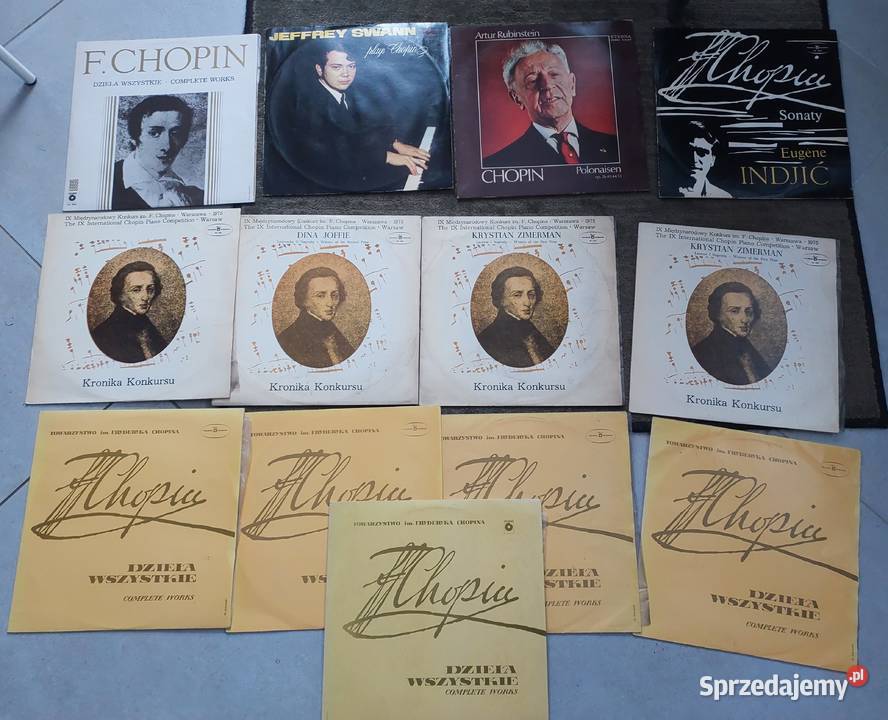 F. CHOPIN
DZIEŁA WSZYSTKIE - COMPLETE WORKS
JEFFREY SWANN
plays Chopin
Artur Rubinstein
ETERNA
CHOPIN
Polonaisen
Chopin
Sonaty
Eugene
INDJIĆ
IX Międzynarodowy Konkurs im. F. Chopina - Warszawa - 1975
The IX International Chopin Piano Competition - Warsaw
Kronika Konkursu
IX Międzynarodowy Konkurs im. F. Chopina - Warszawa - 1975
The IX International Chopin Piano Competition - Warsaw
DINA JOFFE
Kronika Konkursu
IX Międzynarodowy Konkurs im. F. Chopina - Warszawa - 1975
The IX International Chopin Piano Competition - Warsaw
KRYSTIAN ZIMERMAN
Kronika Konkursu
IX Międzynarodowy Konkurs im. F. Chopina - Warszawa - 1975
The IX International Chopin Piano Competition - Warsaw
KRYSTIAN ZIMERMAN
Kronika Konkursu
TOWARZYSTWO im. FRYDERYKA CHOPINA
Chopin
DZIEŁA
WSZYSTKIE
COMPLETE WORKS
TOWARZYSTWO im. FRYDERYKA CHOPINA
Chopin
TOWARZYSTWO im. FRYDERYKA CHOPINA
Chopin
DZIEŁA
WSZYSTKIE
COMPLETE WORKS
TOWARZYSTWO im. FRYDERYKA CHOPINA
Chopin
DZIEŁA
WSZYSTKIE
COMPLETE WORKS
TOWARZYSTWO im. FRYDERYKA CHOPINA
Chopin
DZIEŁA
WSZYSTKIE
COMPLETE WORKS
Sprzedajemy.pl